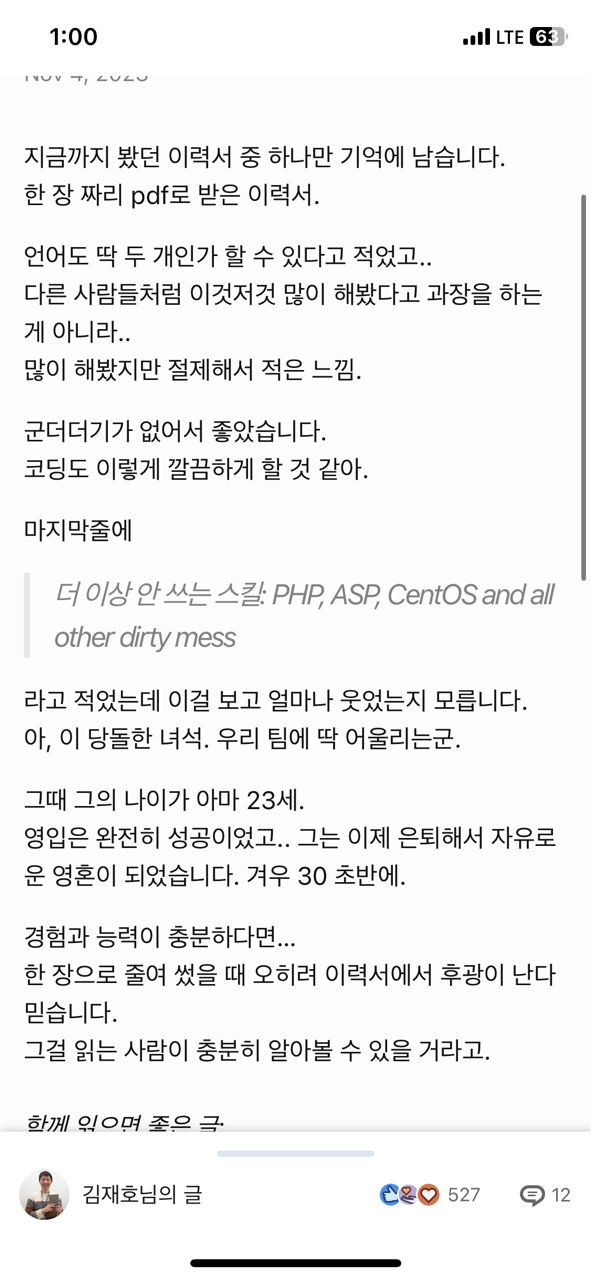 1:00
LTE 63
Nov 4, 2023
지금까지 봤던 이력서 중 하나만 기억에 남습니다.
한 장 짜리 pdf로 받은 이력서.
언어도 딱 두 개인가 할 수 있다고 적었고..
다른 사람들처럼 이것저것 많이 해봤다고 과장을 하는
게 아니라..
많이 해봤지만 절제해서 적은 느낌.
군더더기가 없어서 좋았습니다.
코딩도 이렇게 깔끔하게 할 것 같아.
마지막줄에
더 이상 안 쓰는 스킬: PHP, ASP, CentOS and all
other dirty mess
라고 적었는데 이걸 보고 얼마나 웃었는지 모릅니다.
아, 이 당돌한 녀석. 우리 팀에 딱 어울리는군.
그때 그의 나이가 아마 23세.
영입은 완전히 성공이었고.. 그는 이제 은퇴해서 자유로
운 영혼이 되었습니다. 겨우 30 초반에.
경험과 능력이 충분하다면...
한 장으로 줄여 썼을 때 오히려 이력서에서 후광이 난다
믿습니다.
그걸 읽는 사람이 충분히 알아볼 수 있을 거라고.
함께 읽으면 좋은 글:
김재호님의 글
527
12